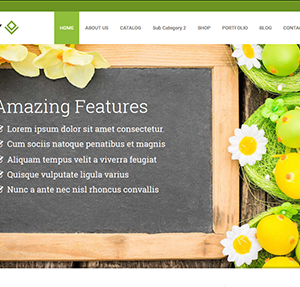 HOME ABOUT US CATALOG Sub Category 2 SHOP PORTFOLIO BLOG
Amazing Features
Lorem ipsum dolor sit amet consectetur.
Cum sociis natoque penatibus et magnis
Aliquam tempus velit a viverra feugiat
Quisque vulputate ligula varius
Nunc a ante nec nisl rhoncus convallis